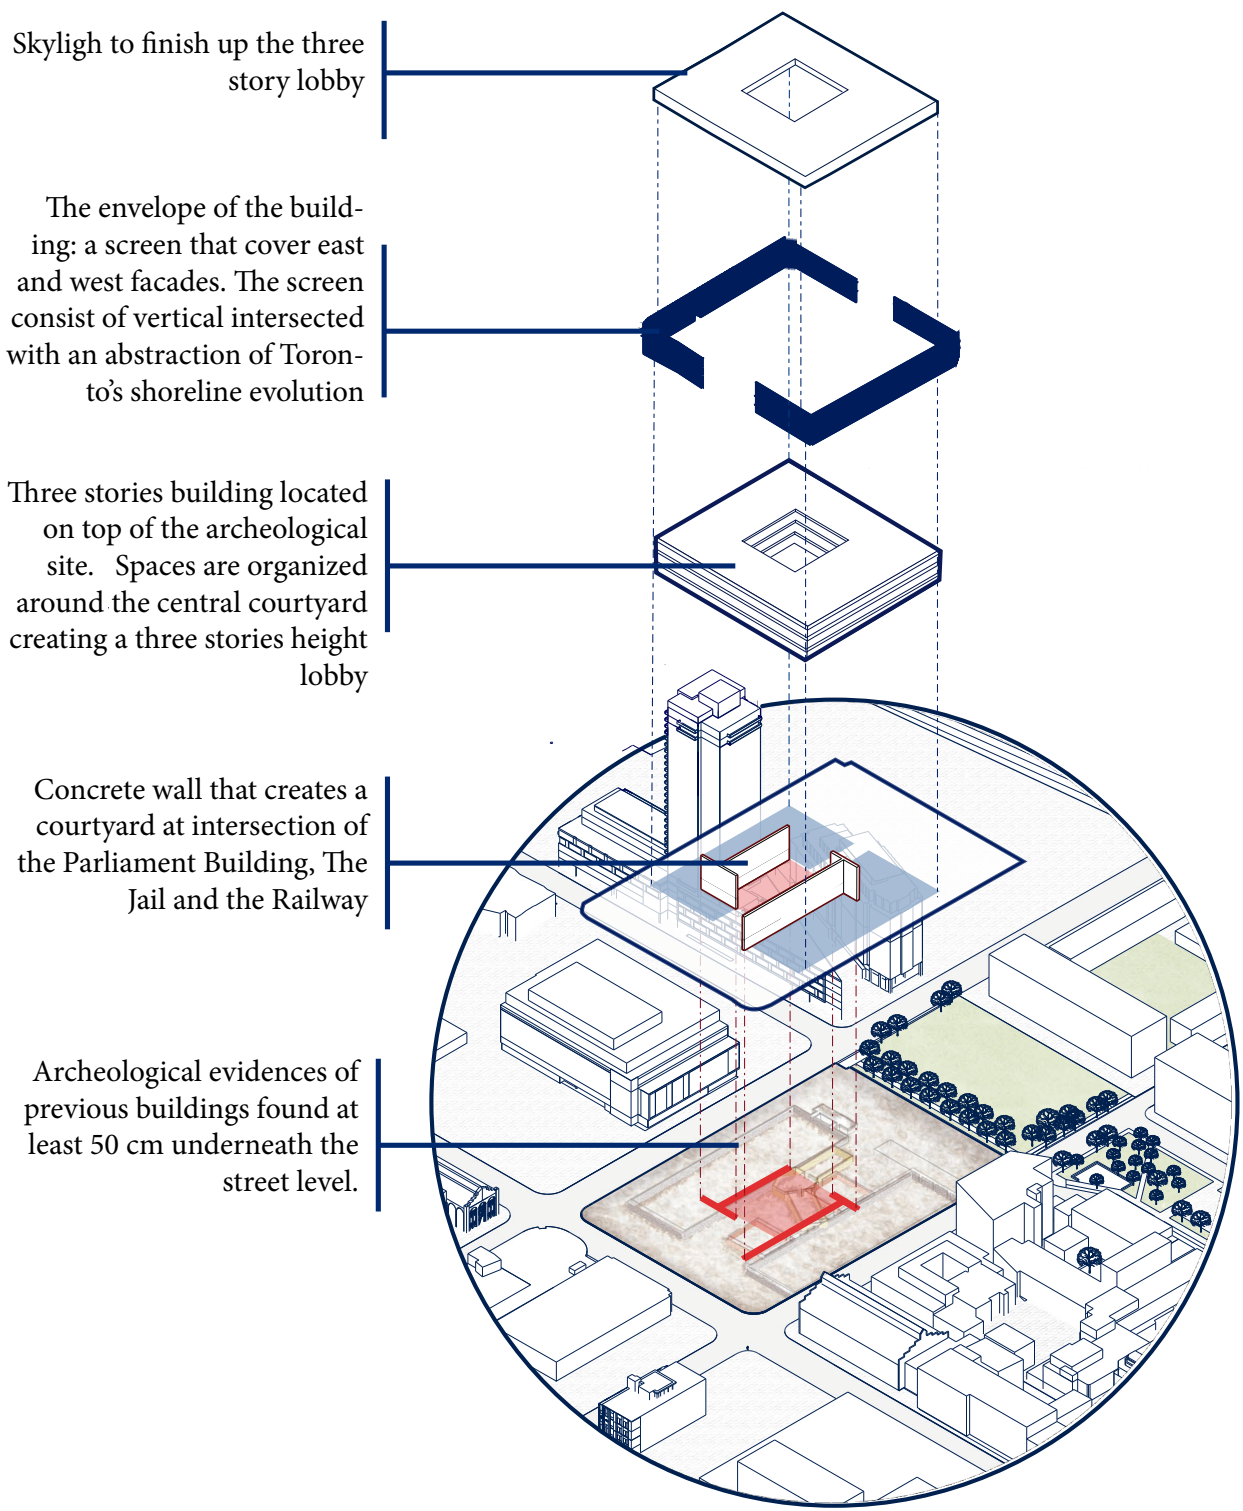 Skyligh to finish up the three
story lobby
The envelope of the build-
ing: a screen that cover east
and west facades. The screen
consist of vertical intersected
with an abstraction of Toron-
to's shoreline evolution
Three stories building located
on top of the archeological
site. Spaces are organized
around the central courtyard
creating a three stories height
lobby
Concrete wall that creates a
courtyard at intersection of
the Parliament Building, The
Jail and the Railway
Archeological evidences of
previous buildings found at
least 50 cm underneath the
street level.